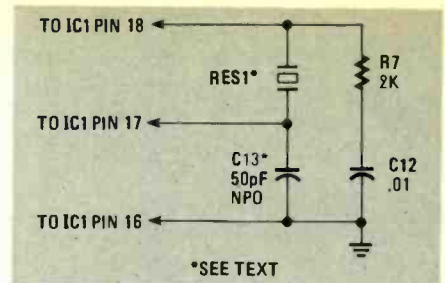 TO IC1 PIN 18
RES1*
R7
2K
TO IC1 PIN 17
C13*
50pF
NPO
C12
.01
TO IC1 PIN 16
*SEE TEXT